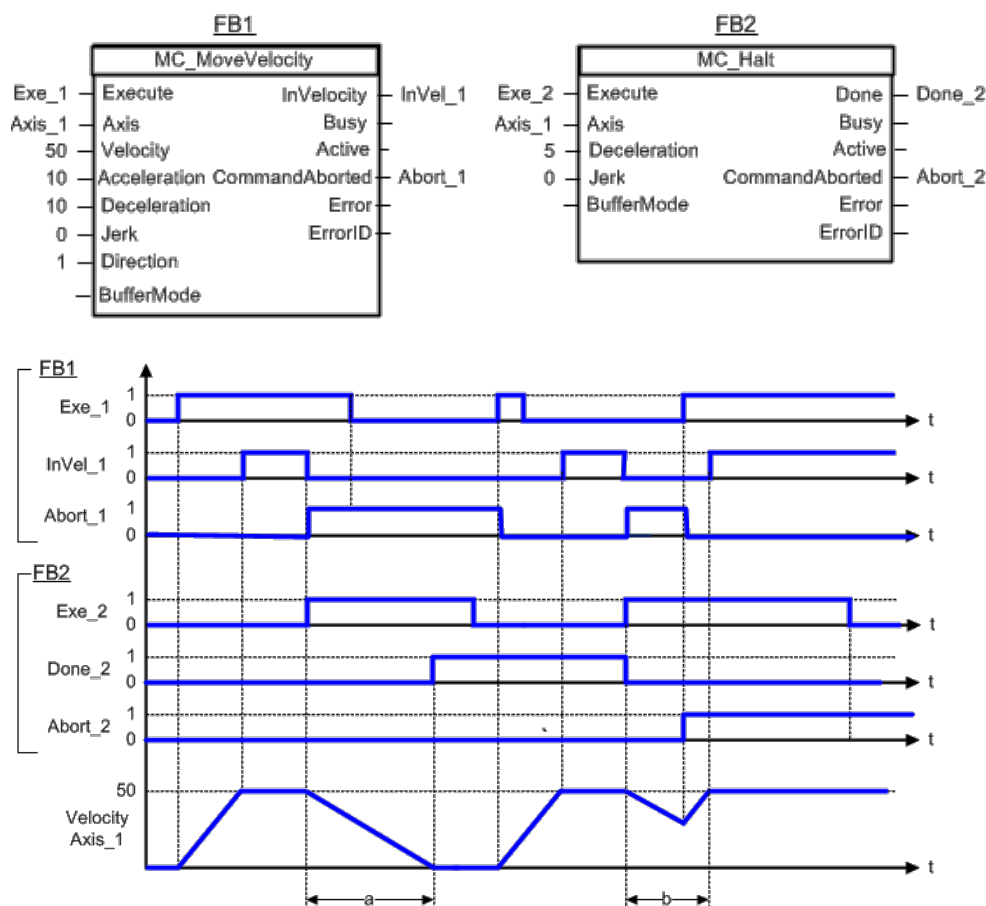 FB1
FB2
MC_MoveVelocity
MC_Halt
Exe_1 Execute InVelocity InVel_1
Axis_1 Axis Busy
50 Velocity Active
10 Acceleration CommandAborted Abort_1
10 Deceleration Error
0 Jerk ErrorID
1 Direction
BufferMode
Exe_2 Execute Done Done_2
Axis_1 Axis Busy
5 Deceleration Active
0 Jerk CommandAborted Abort_2
BufferMode Error
ErrorID
FB1
Exe_1 1 0 t
InVel_1 1 0 t
Abort_1 1 0
FB2
Exe_2 1 0 t
Done_2 1 0
Abort_2 1 0 t
50
Velocity
Axis_1
t
a b